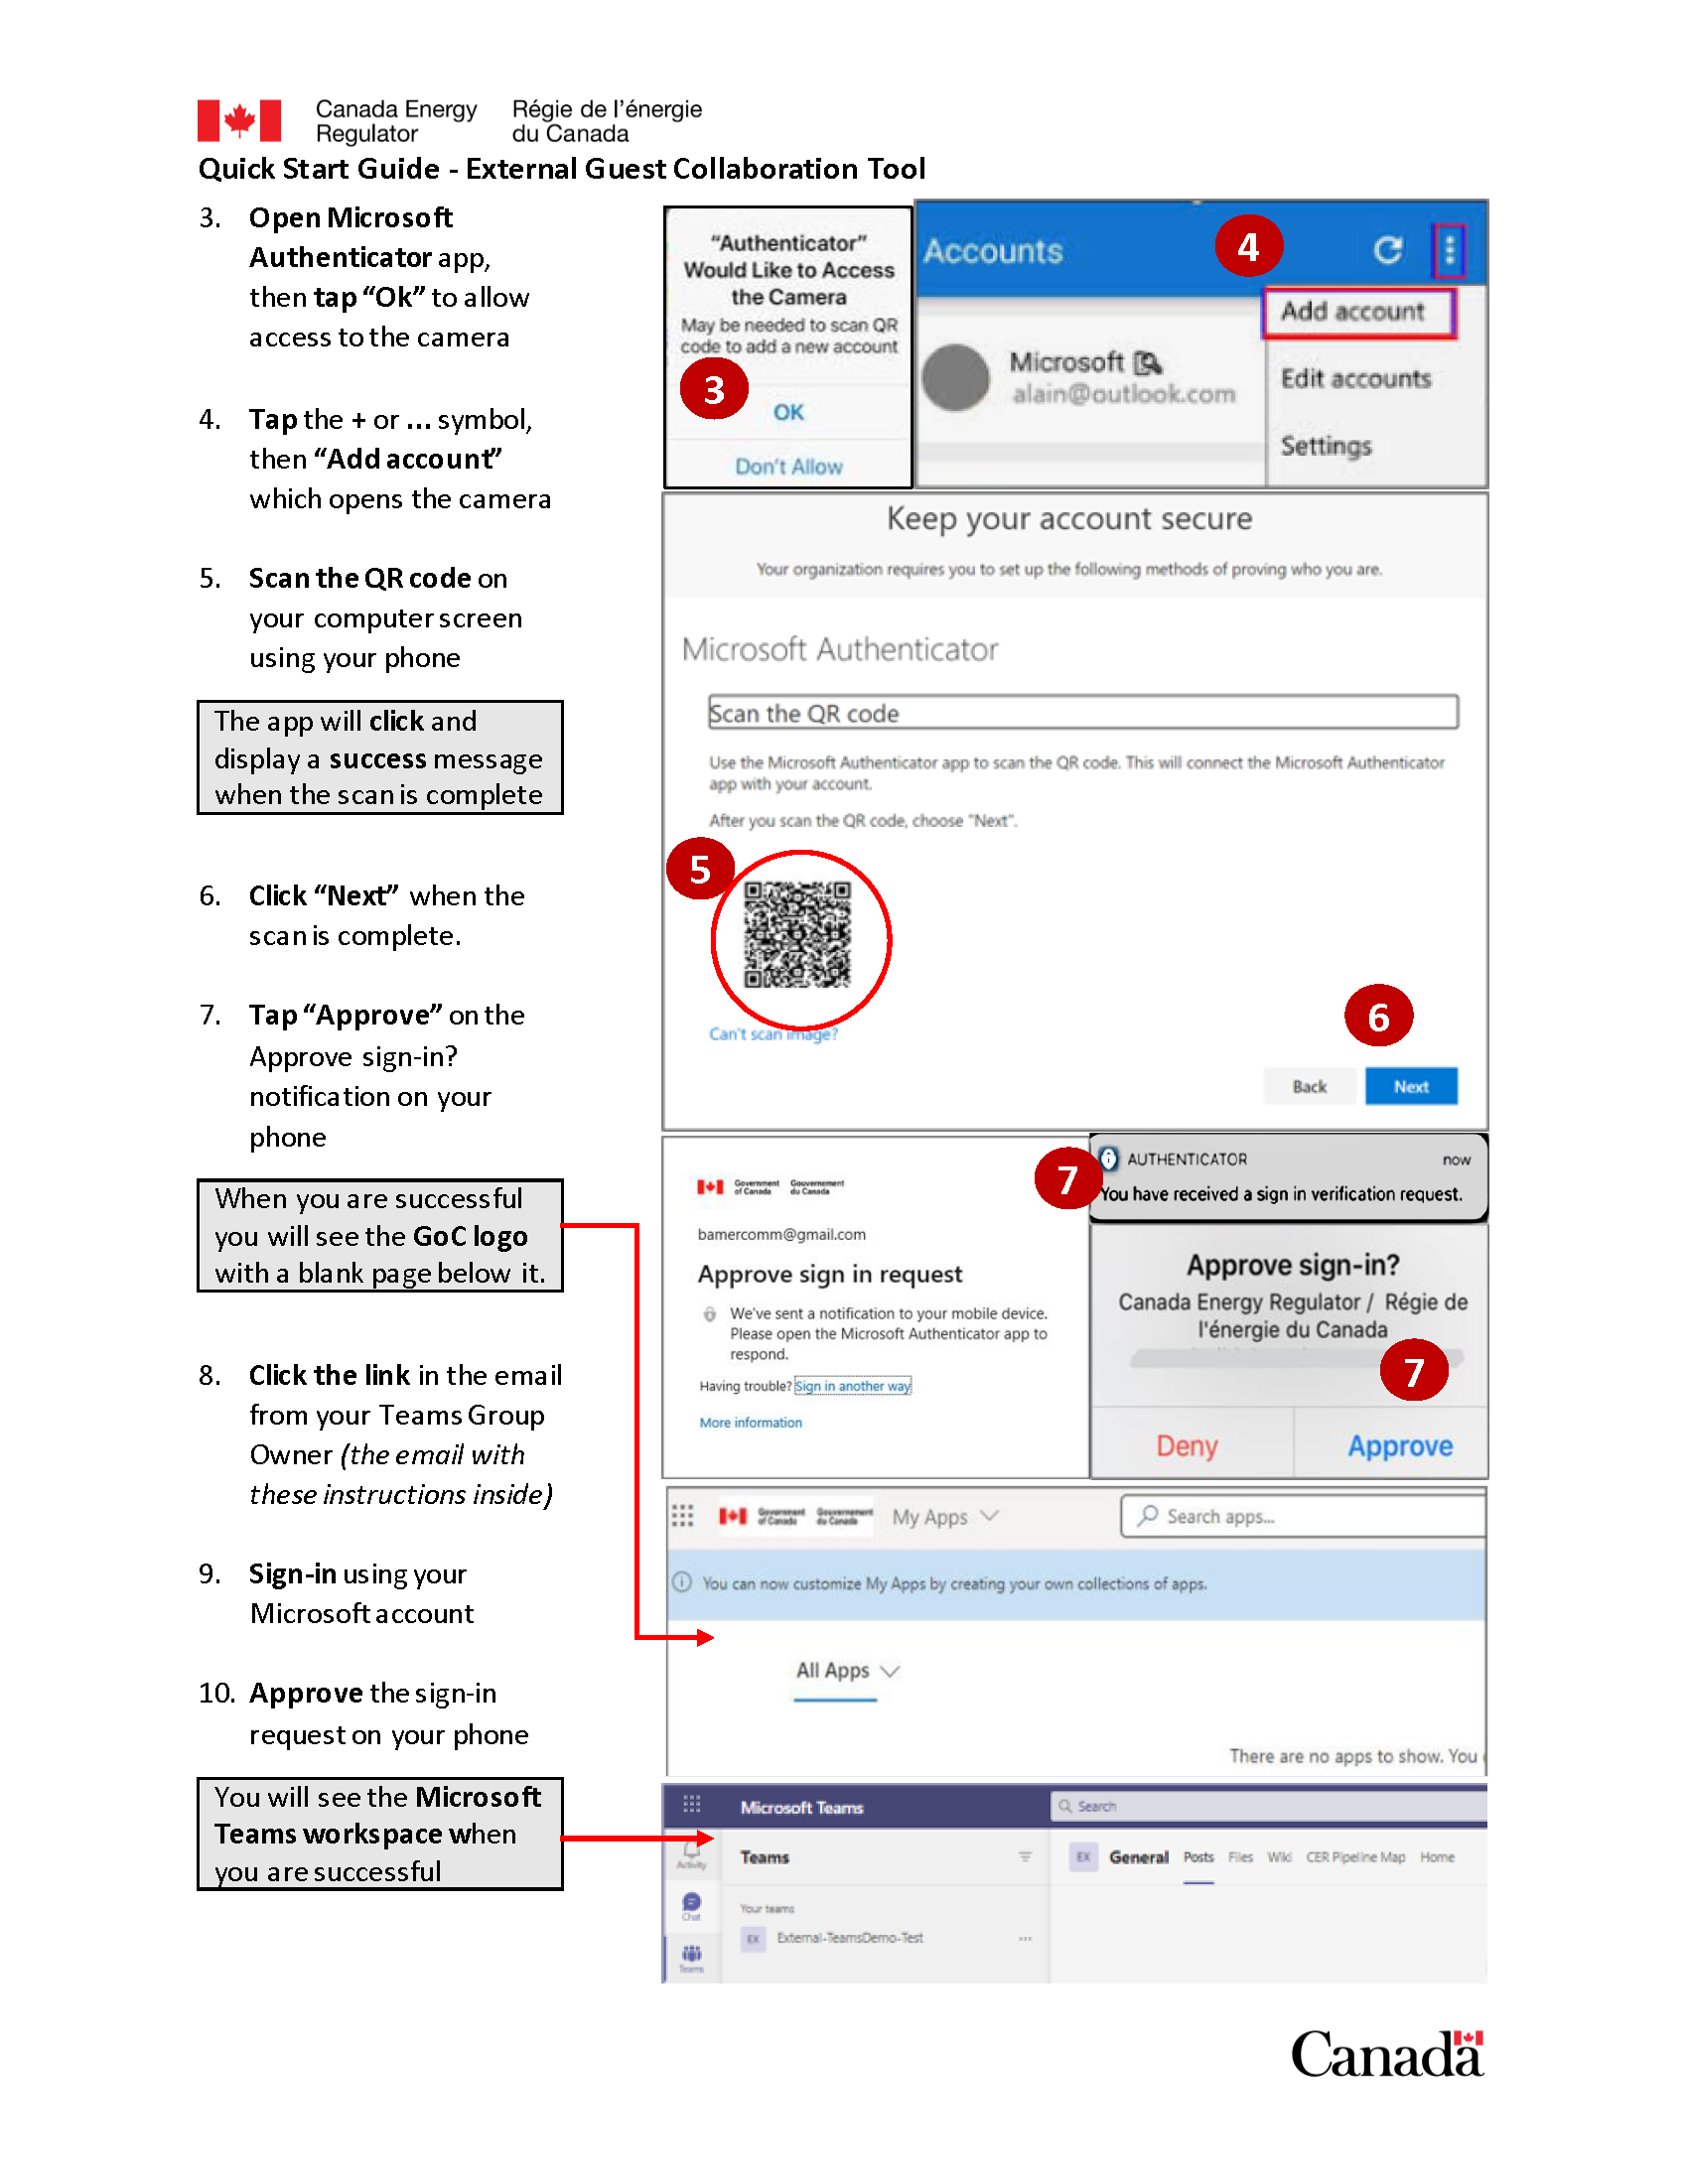 Canada Energy Régie de l'énergie
Regulator du Canada
Quick Start Guide - External Guest Collaboration Tool
3. Open Microsoft
Authenticator app,
then tap “Ok” to allow
access to the camera
4. Tap the + or ... symbol,
then “Add account”
which opens the camera
5. Scan the QR code on
your computer screen
using your phone
The app will click and
display a success message
when the scan is complete
6. Click “Next” when the
scan is complete.
7. Tap “Approve” on the
Approve sign-in?
notification on your
phone
When you are successful
you will see the GoC logo
with a blank page below it.
8. Click the link in the email
from your Teams Group
Owner (the email with
these instructions inside)
9. Sign-in using your
Microsoft account
10. Approve the sign-in
request on your phone
You will see the Microsoft
Teams workspace when
you are successful
“Authenticator”
Would Like to Access
the Camera
May be needed to scan QR
code to add a new account
3
OK
Don't Allow
Accounts
4
Add account
Microsoft
alain@outlook.com
Edit accounts
Settings
Keep your account secure
Your organization requires you to set up the following methods of proving who you are.
Microsoft Authenticator
Scan the QR code
Use the Microsoft Authenticator app to scan the QR code. This will connect the Microsoft Authenticator
app with your account.
After you scan the QR code, choose "Next".
5
Can't scan image?
6
Back Next
Government Gouvernement
of Canada du Canada
bamercomm@gmail.com
Approve sign in request
We've sent a notification to your mobile device.
Please open the Microsoft Authenticator app to
respond.
Having trouble? Sign in another way
More information
7
AUTHENTICATOR now
You have received a sign in verification request.
Approve sign-in?
Canada Energy Regulator / Régie de
l'énergie du Canada
7
Deny Approve
Government Gouvernement
of Canada du Canada
My Apps
Search apps...
You can now customize My Apps by creating your own collections of apps.
All Apps
There are no apps to show. You
Microsoft Teams
Search
Activity
Teams
EX General Posts Files Wiki CER Pipeline Map Home
Chat
Your teams
EX External-TeamsDemo-Test ...
Teams
Canada